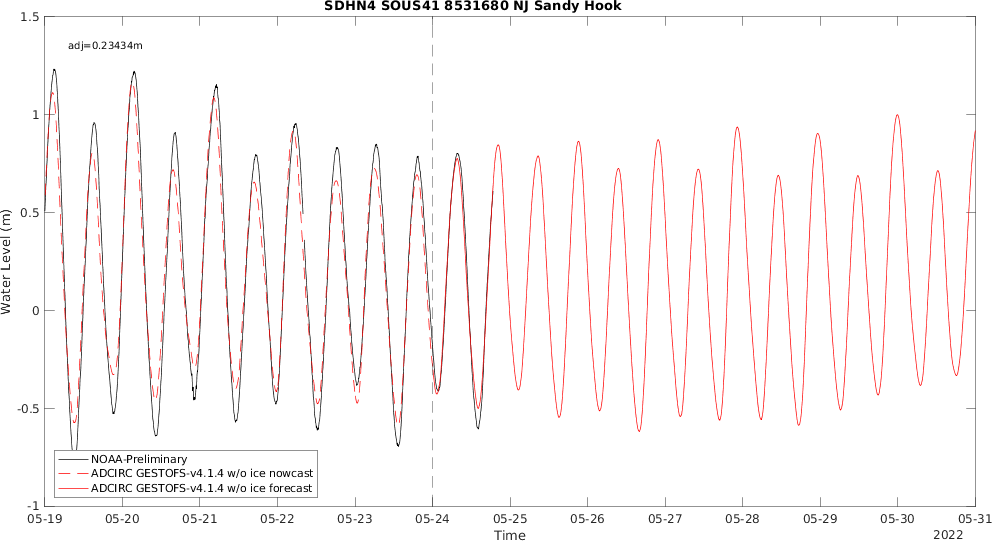 SDHN4 SOUS41 8531680 NJ Sandy Hook
adj=0.23434m
Water Level (m)
1.5
1
0.5
0
-0.5
-1
NOAA-Preliminary
ADCIRC GESTOFS-v4.1.4 w/o ice nowcast
ADCIRC GESTOFS-v4.1.4 w/o ice forecast
05-19 05-20 05-21 05-22 05-23 05-24 05-25 05-26 05-27 05-28 05-29 05-30 05-31
Time
2022